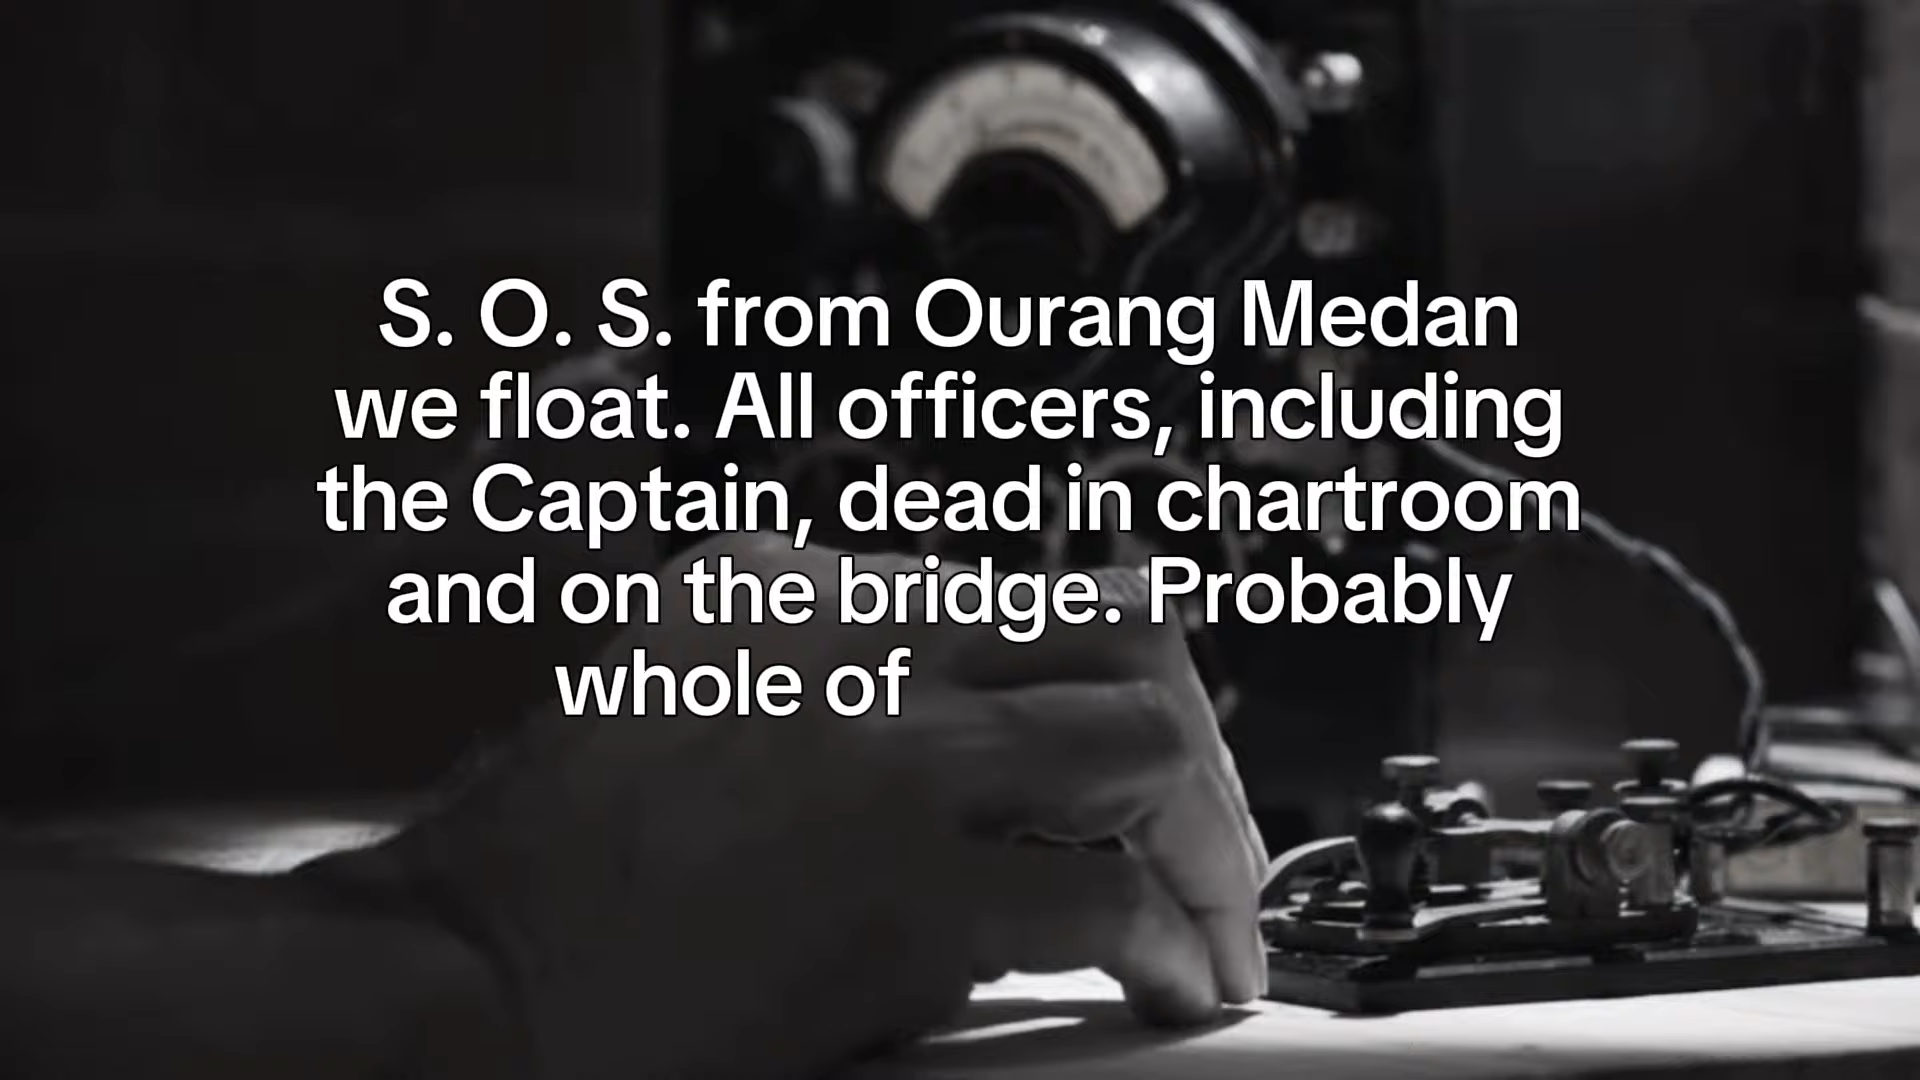 S. O. S. from Ourang Medan
we float. All officers, including
the Captain, dead in chartroom
and on the bridge. Probably
whole of